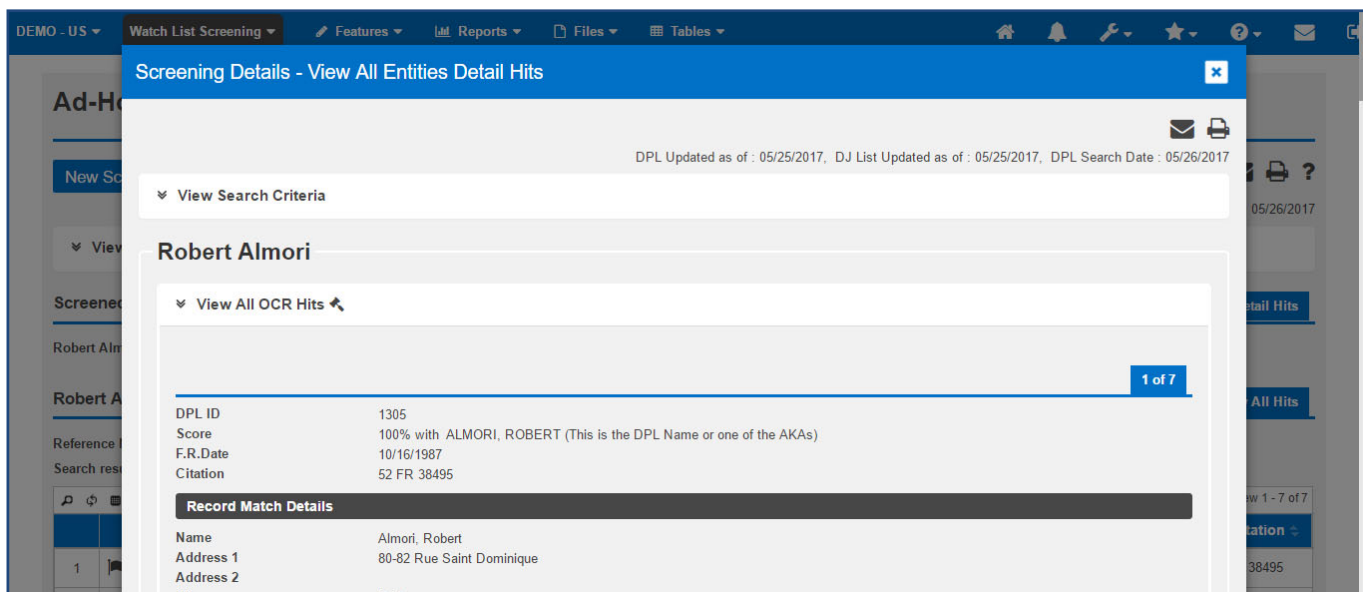 DEMO - US Watch List Screening Features Reports Files Tables
Screening Details - View All Entities Detail Hits
Ad-Ho
DPL Updated as of : 05/25/2017, DJ List Updated as of : 05/25/2017, DPL Search Date : 05/26/2017
New Sc
View Search Criteria
?
05/26/2017
View
Robert Almori
Screened
View All OCR Hits
etail Hits
Robert Alm
1 of 7
Robert A
All Hits
DPL ID 1305
Score 100% with ALMORI, ROBERT (This is the DPL Name or one of the AKAs)
F.R.Date 10/16/1987
Citation 52 FR 38495
Reference
Search resu
Record Match Details
ew 1 - 7 of 7
Name Almori, Robert
tation
Address 1 80-82 Rue Saint Dominique
1
38495
Address 2